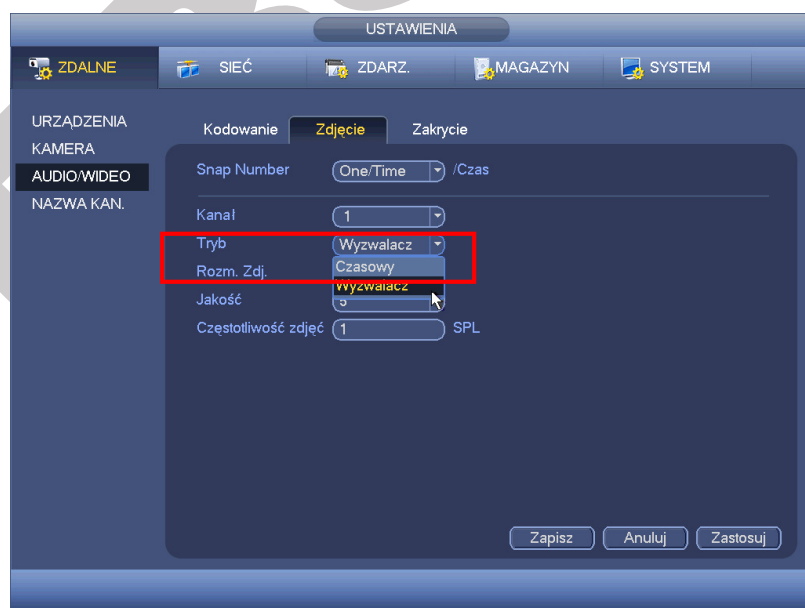 USTAWIENIA
ZDALNE SIEĆ ZDARZ. MAGAZYN SYSTEM
URZĄDZENIA
KAMERA
AUDIO/WIDEO
NAZWA KAN.
Kodowanie Zdjęcie Zakrycie
Snap Number One/Time /Czas
Kanał 1
Tryb Wyzwalacz
Rozm. Zdj. Czasowy
Wyzwalacz
Jakość 5
Częstotliwość zdjęć 1 SPL
Zapisz Anuluj Zastosuj